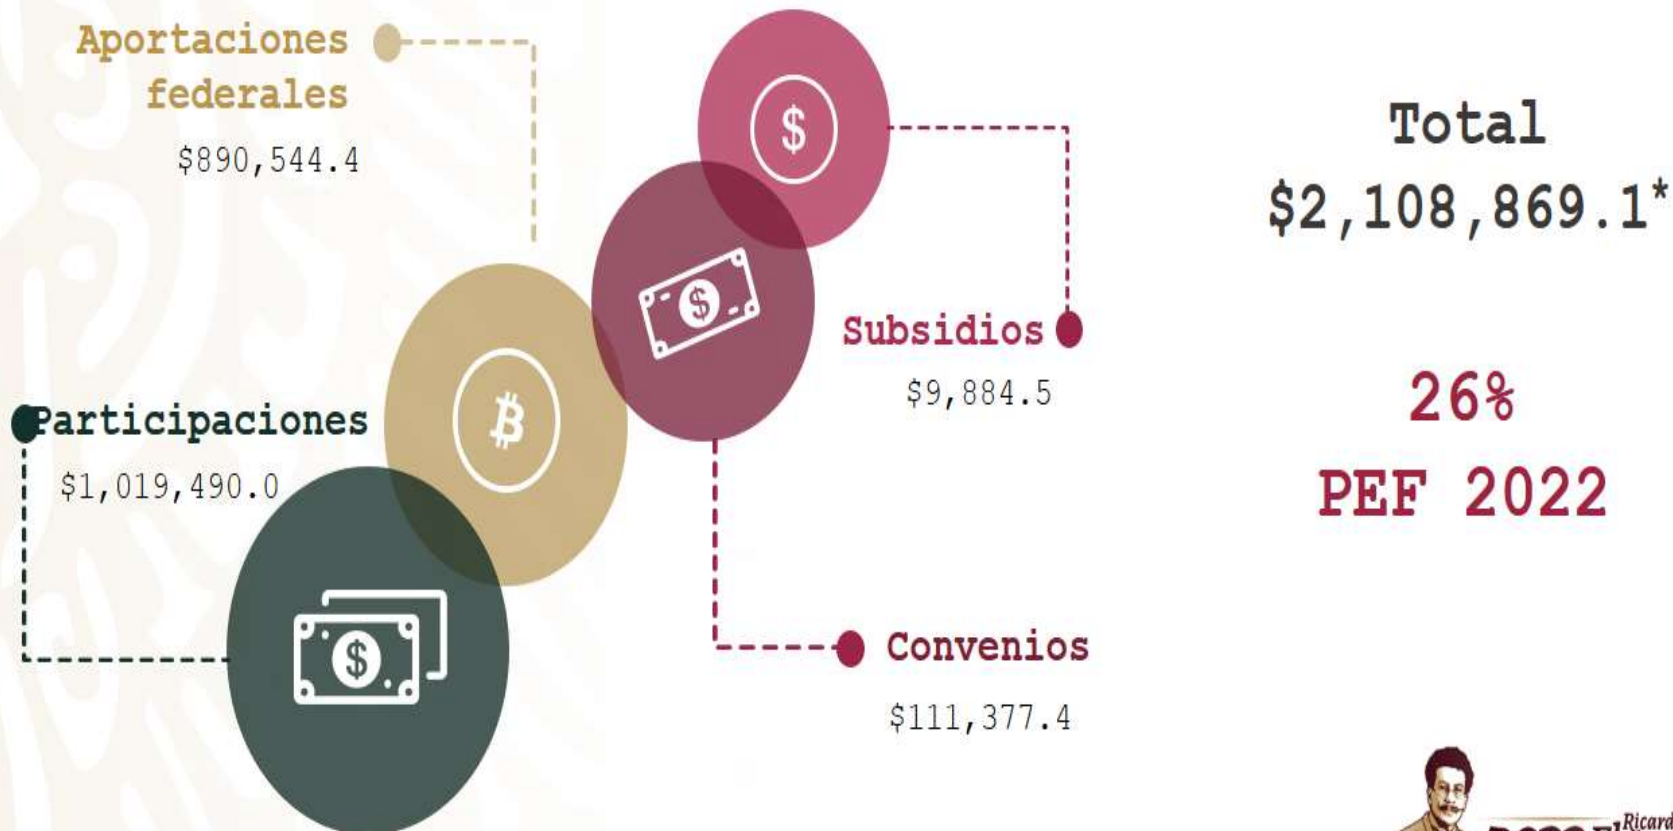 Aportaciones
federales
$890,544.4
Participaciones
$1,019,490.0
Subsidios
$9,884.5
Convenios
$111,377.4
Total
$2,108,869.1*
26%
PEF 2022